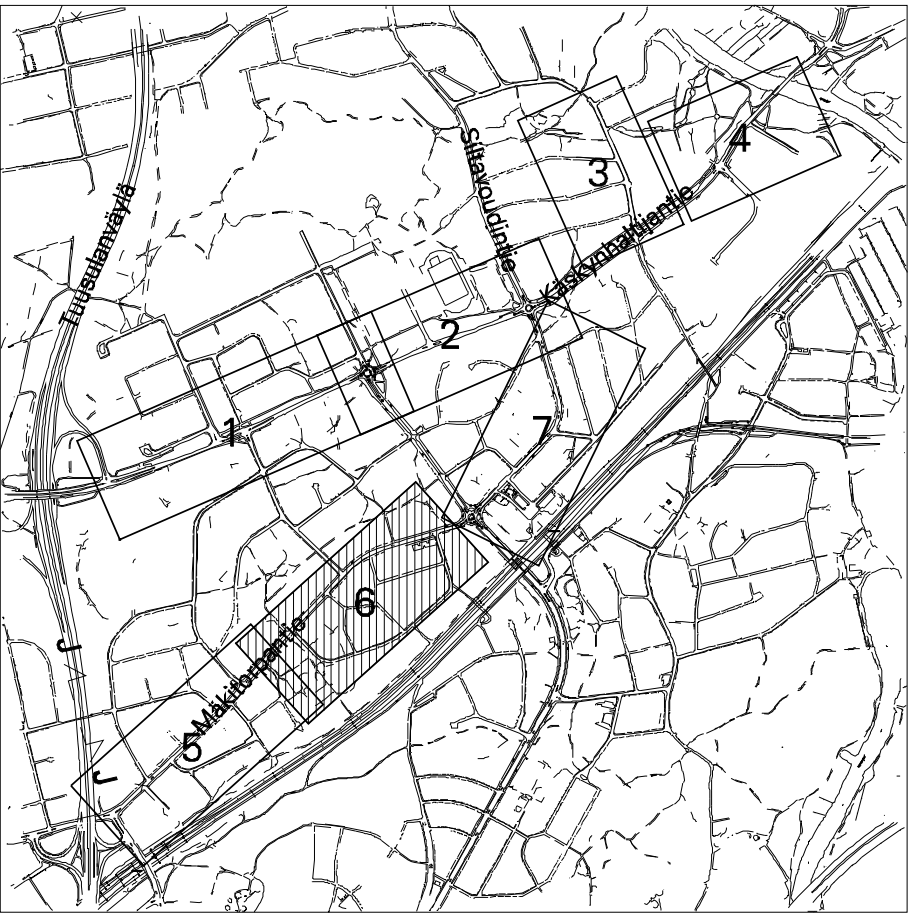 4
3
Siltavoudintie
Tuusulanväylä
Käskynhaltijantie
2
1
7
6
Mäkitorpantie
5
J
J